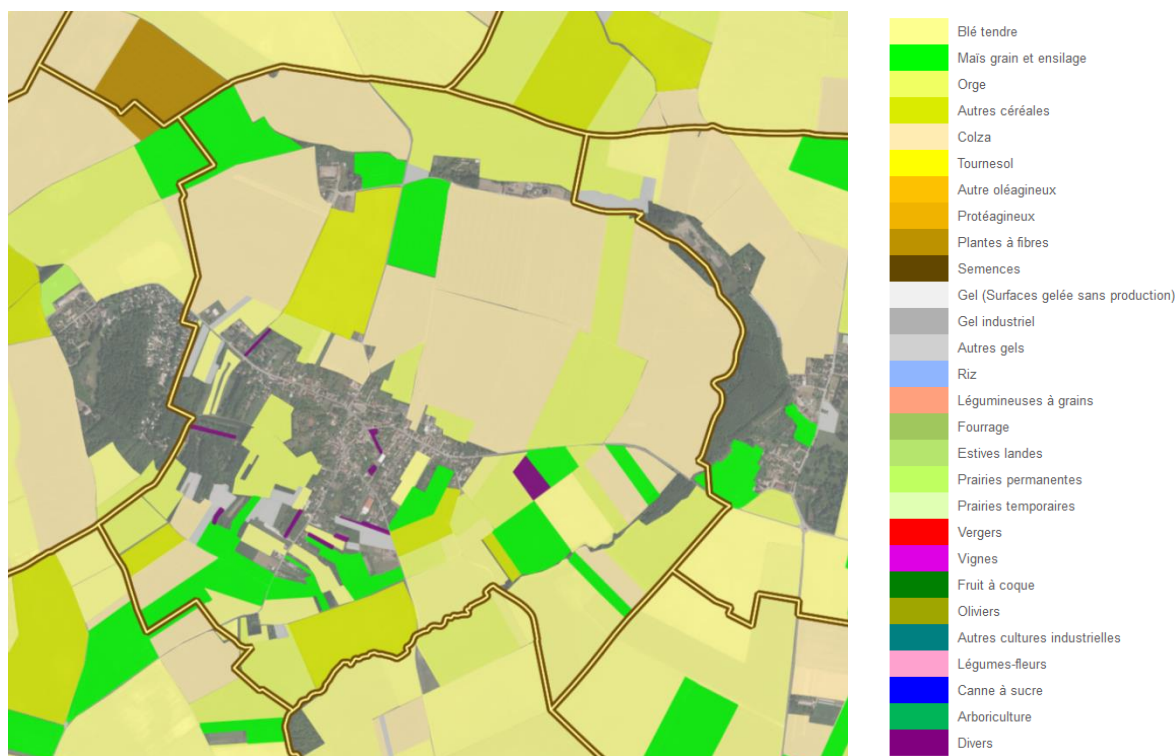 Blé tendre
Maïs grain et ensilage
Orge
Autres céréales
Colza
Tournesol
Autre oléagineux
Protéagineux
Plantes à fibres
Semences
Gel (Surfaces gelée sans production)
Gel industriel
Autres gels
Riz
Légumineuses à grains
Fourrage
Estives landes
Prairies permanentes
Prairies temporaires
Vergers
Vignes
Fruit à coque
Oliviers
Autres cultures industrielles
Légumes-fleurs
Canne à sucre
Arboriculture
Divers